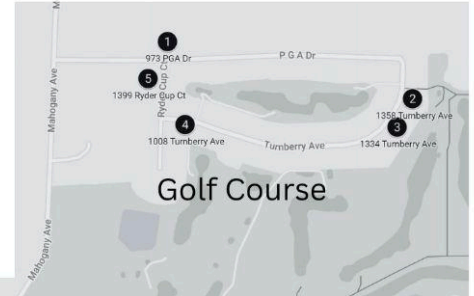 M
1
973 PGA Dr
P G A Dr
5
1399 Ryder Cup Ct
Ryder Cup Ct
Mahogany Ave
2
1358 Turnberry Ave
3
1334 Turnberry Ave
4
1008 Turnberry Ave
Turnberry Ave
Golf Course
Mahogany Ave